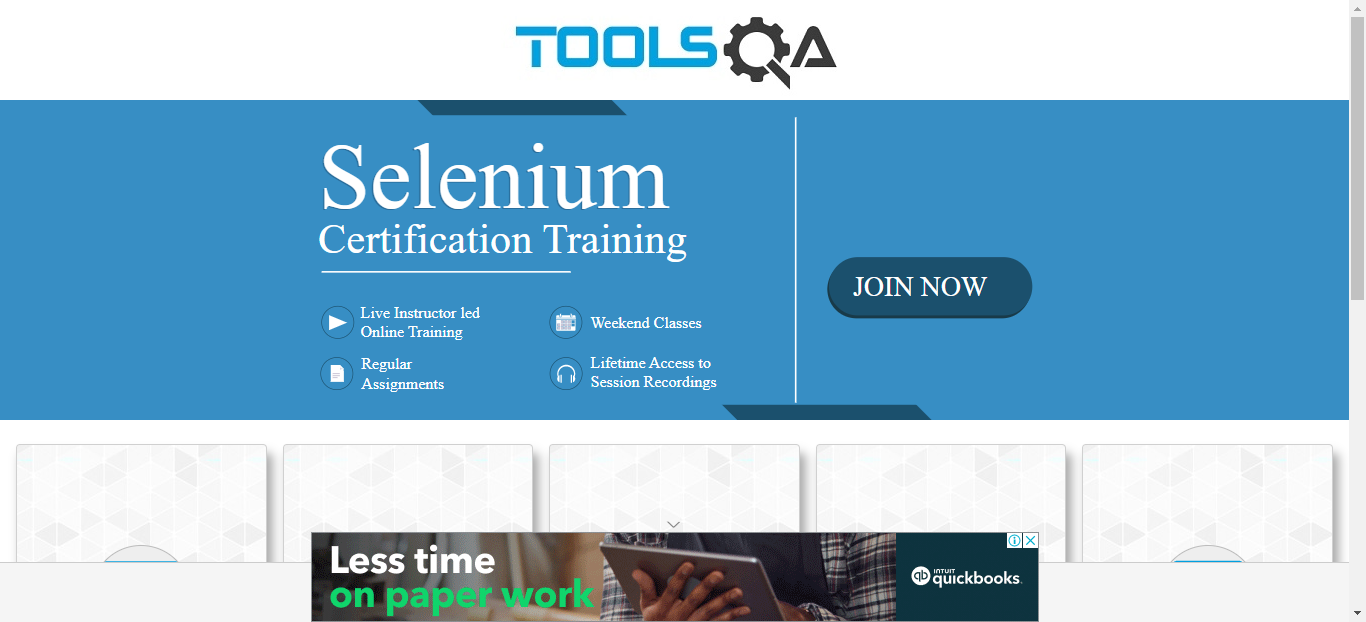 TOOLSQA
Selenium
Certification Training
Live Instructor led
Online Training
Weekend Classes
Regular
Assignments
Lifetime Access to
Session Recordings
JOIN NOW
Less time
on paper work
INTUIT
quickbooks